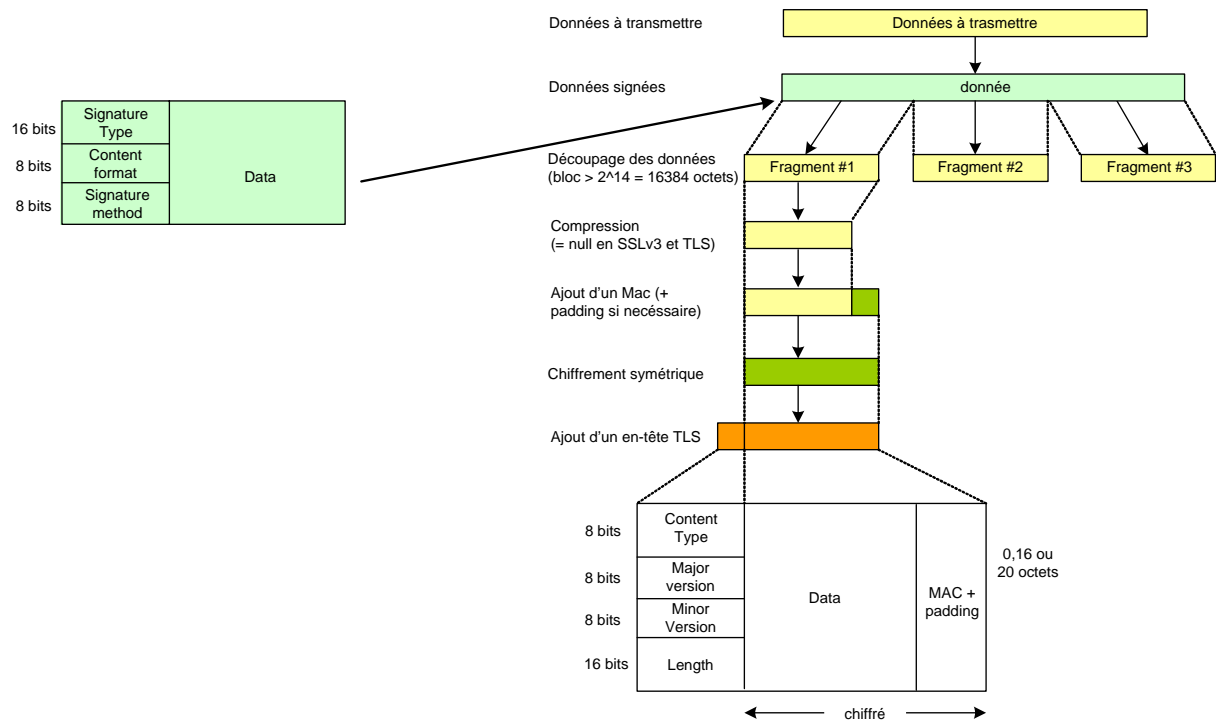 Données à transmettre
Données à trasmettre
Données signées
donnée
16 bits
Signature
Type
8 bits
Content
format
8 bits
Signature
method
Data
Découpage des données
(bloc > 2^14 = 16384 octets)
Fragment #1
Fragment #2
Fragment #3
Compression
(= null en SSLv3 et TLS)
Ajout d'un Mac (+
padding si necéssaire)
Chiffrement symétrique
Ajout d'un en-tête TLS
8 bits
Content
Type
8 bits
Major
version
8 bits
Minor
Version
16 bits
Length
Data
MAC +
padding
0,16 ou
20 octets
chiffré